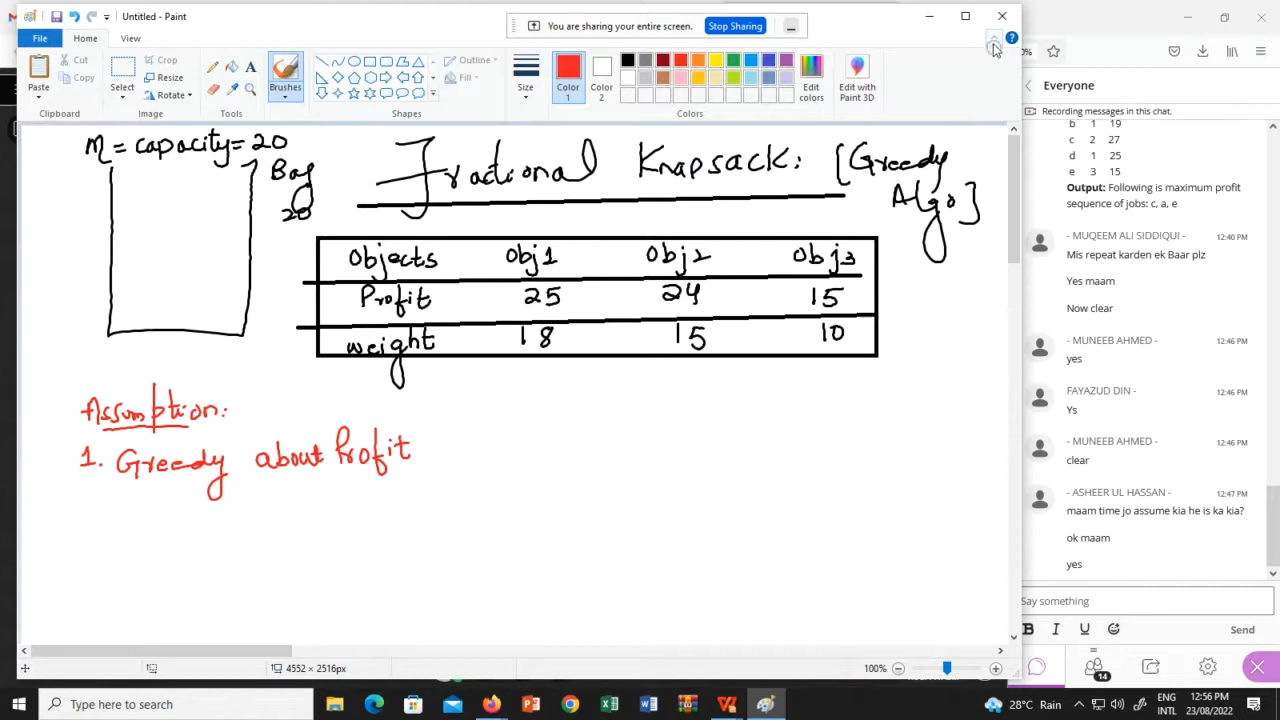 Untitled - Paint
You are sharing your entire screen.
Stop Sharing
File
Home
View
Paste
Cut
Copy
Clipboard
Select
Crop
Resize
Rotate
Image
Tools
Brushes
Shapes
Outline
Fill
Size
Color 1
Color 2
Edit colors
Edit with Paint 3D
Colors
M = capacity = 20
Bag
20
Fractional Knapsack: [Greedy
Algo]
Objects Obj1 Obj2 Obj3
Profit 25 24 15
weight 18 15 10
Assumption:
1. Greedy about Profit
4552 × 2516px
100%
Everyone
Recording messages in this chat.
b 1 19
c 2 27
d 1 25
e 3 15
Output: Following is maximum profit
sequence of jobs: c, a, e
- MUQEEM ALI SIDDIQUI - 12:40 PM
Mis repeat karden ek Baar plz
Yes maam
Now clear
- MUNEEB AHMED - 12:46 PM
yes
FAYAZUD DIN - 12:46 PM
Ys
- MUNEEB AHMED - 12:46 PM
clear
- ASHEER UL HASSAN - 12:47 PM
maam time jo assume kia he is ka kia?
ok maam
yes
Say something
B I U
Send
14
Type here to search
28°C Rain
ENG
INTL
12:56 PM
23/08/2022